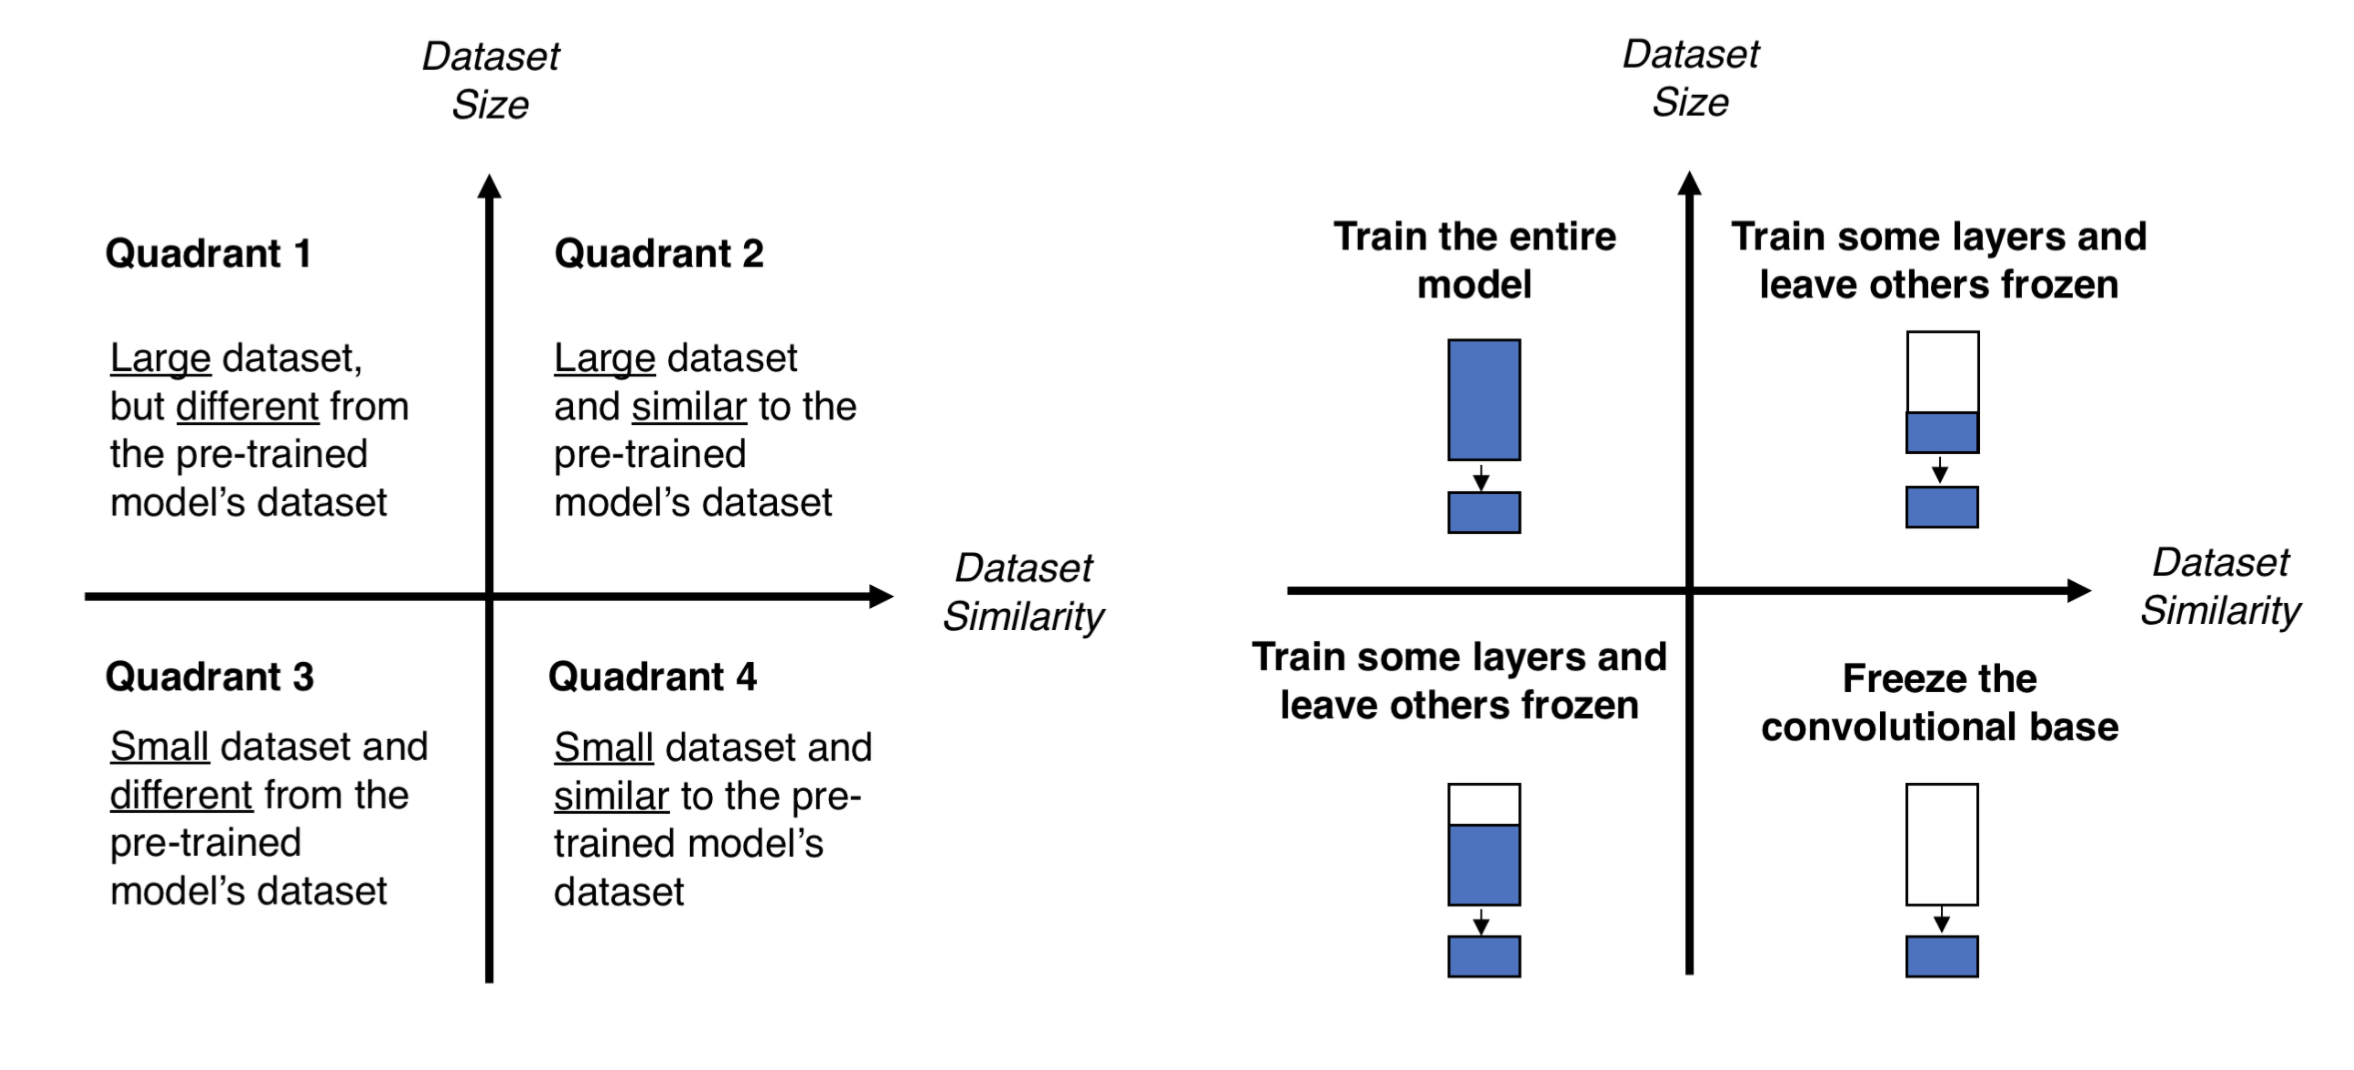 Dataset
Size
Quadrant 1
Large dataset,
but different from
the pre-trained
model’s dataset
Quadrant 2
Large dataset
and similar to the
pre-trained
model’s dataset
Dataset
Similarity
Quadrant 3
Small dataset and
different from the
pre-trained
model’s dataset
Quadrant 4
Small dataset and
similar to the pre-
trained model’s
dataset
Dataset
Size
Train the entire
model
Train some layers and
leave others frozen
Dataset
Similarity
Train some layers and
leave others frozen
Freeze the
convolutional base